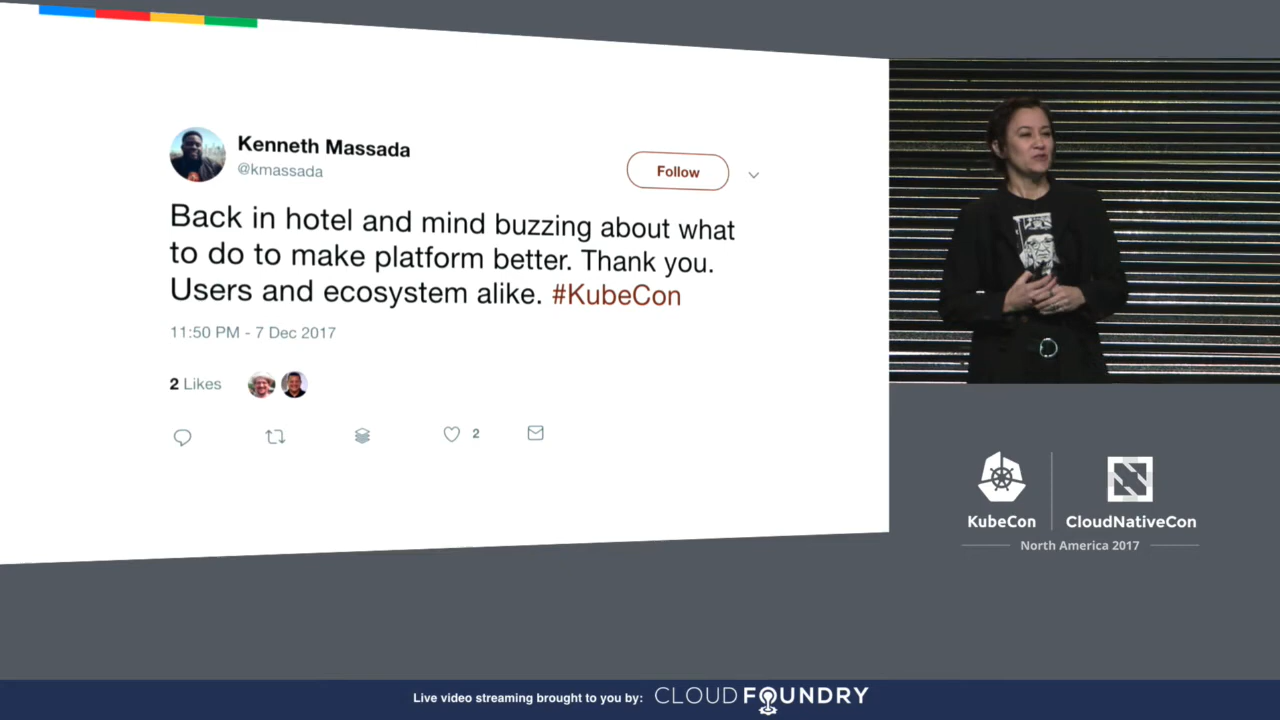 Kenneth Massada
@kmassada
Follow
Back in hotel and mind buzzing about what
to do to make platform better. Thank you.
Users and ecosystem alike. #KubeCon
11:50 PM - 7 Dec 2017
2 Likes
2
KubeCon
CloudNativeCon
North America 2017
Live video streaming brought to you by: CLOUD FOUNDRY